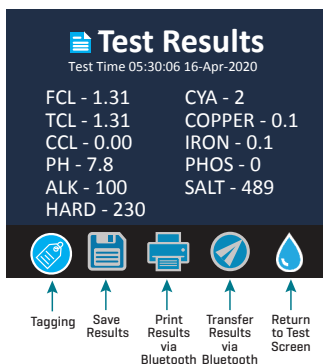 Test Results
Test Time 05:30:06 16-Apr-2020
FCL - 1.31
TCL - 1.31
CCL - 0.00
PH - 7.8
ALK - 100
HARD - 230
CYA - 2
COPPER - 0.1
IRON - 0.1
PHOS - 0
SALT - 489
Tagging
Save
Results
Print
Results
via
Bluetooth
Transfer
Results
via
Bluetooth
Return
to Test
Screen